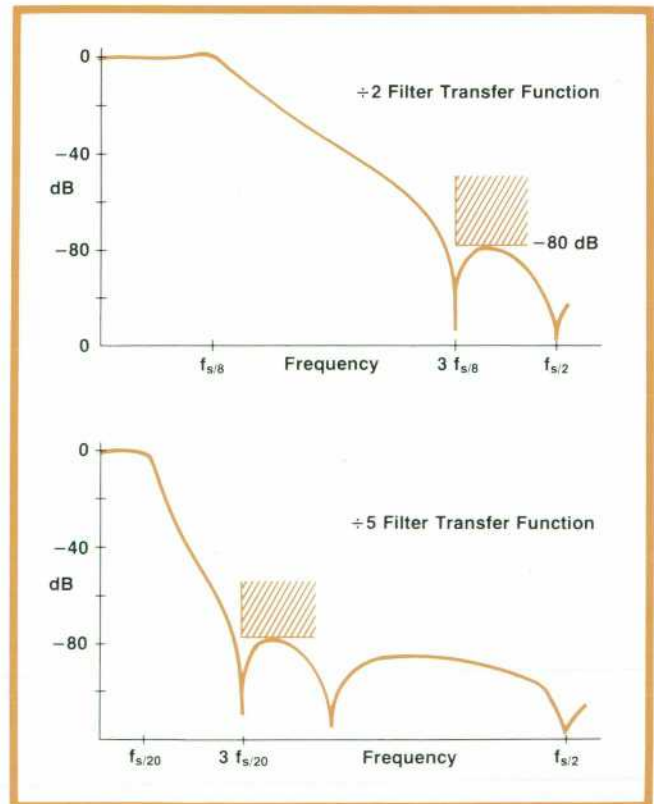 0
÷2 Filter Transfer Function
−40
dB
−80
−80 dB
0
fs/8
Frequency
3 fs/8
fs/2
0
÷5 Filter Transfer Function
−40
dB
−80
fs/20
3 fs/20
Frequency
fs/2